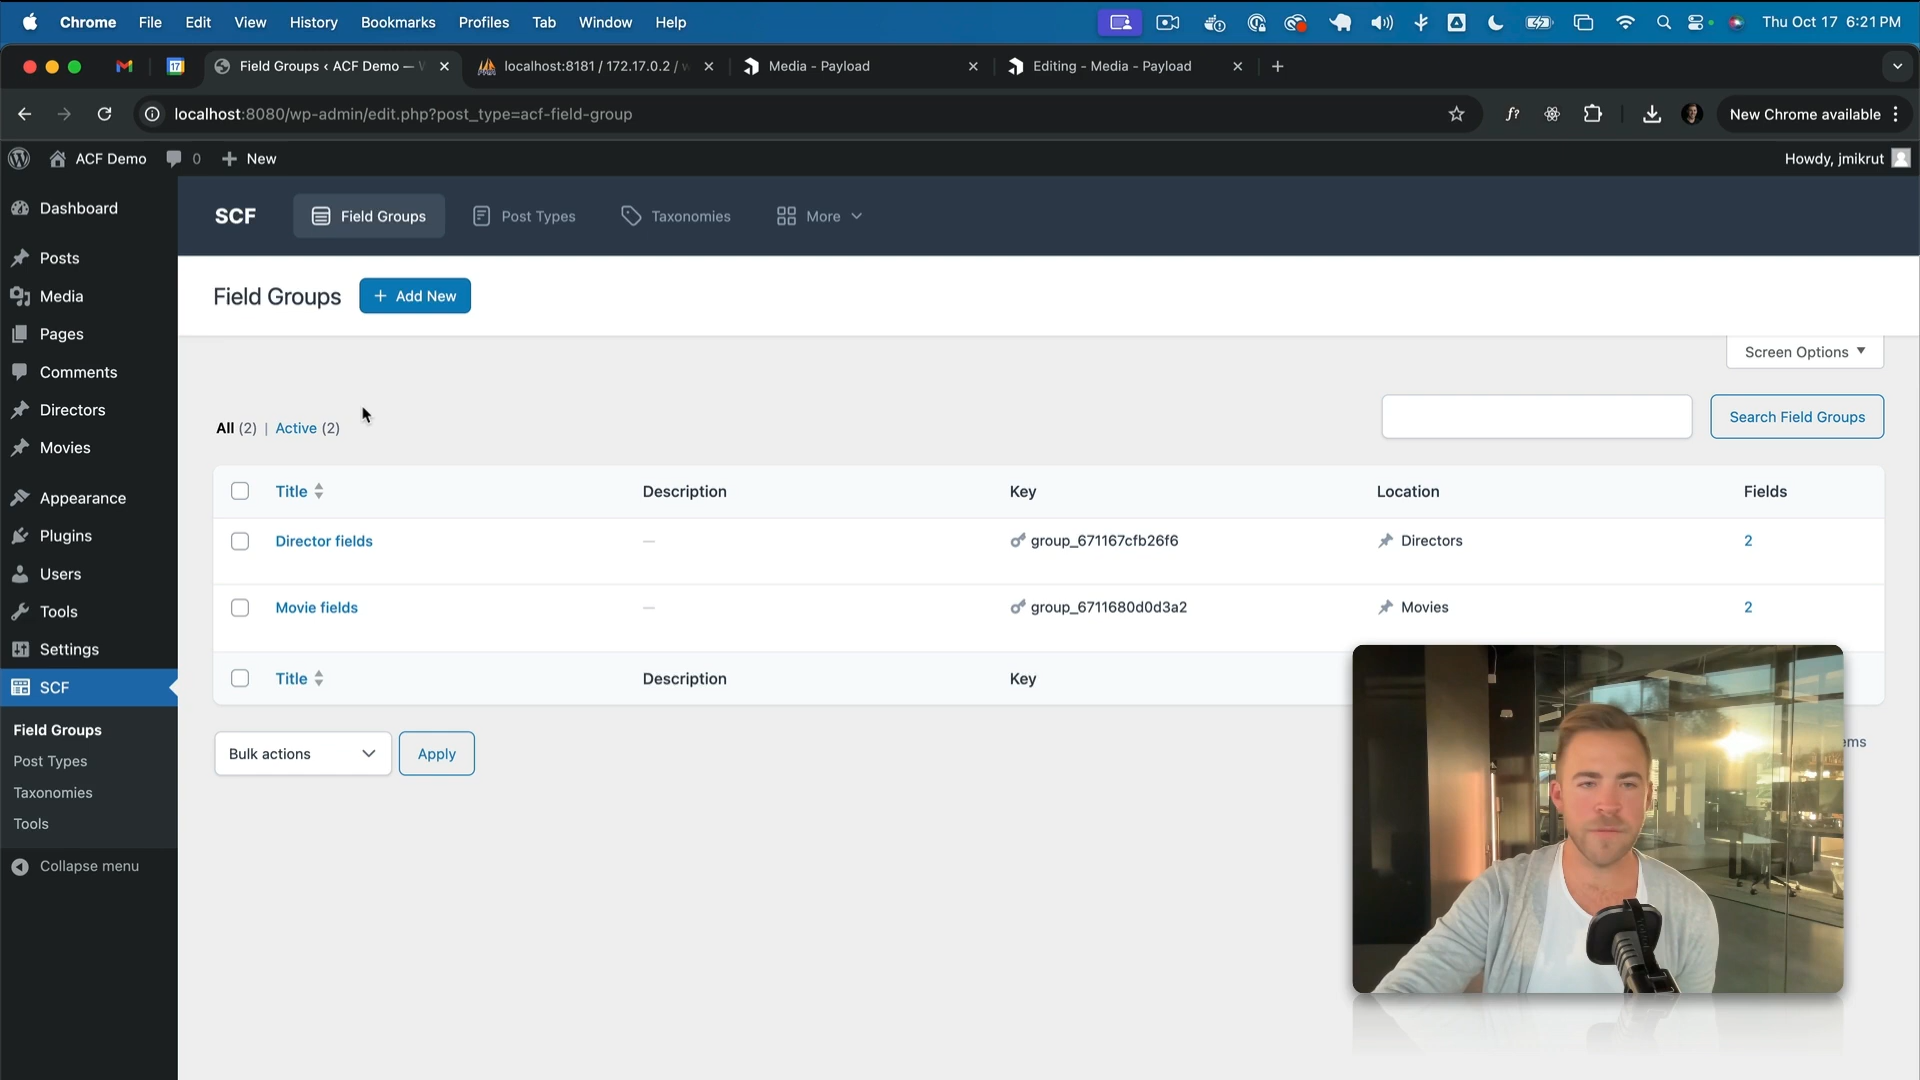 Chrome File Edit View History Bookmarks Profiles Tab Window Help Thu Oct 17 6:21 PM
17 Field Groups ‹ ACF Demo — localhost:8181 / 172.17.0.2 / Media - Payload Editing - Media - Payload
localhost:8080/wp-admin/edit.php?post_type=acf-field-group f? New Chrome available
ACF Demo 0 New Howdy, jmikrut
Dashboard
Posts
Media
Pages
Comments
Directors
Movies
Appearance
Plugins
Users
Tools
Settings
SCF
Field Groups
Post Types
Taxonomies
Tools
Collapse menu
SCF Field Groups Post Types Taxonomies More
Field Groups + Add New
Screen Options
All (2) | Active (2) Search Field Groups
Title Description Key Location Fields
Director fields — group_671167cfb26f6 Directors 2
Movie fields — group_6711680d0d3a2 Movies 2
Title Description Key
Bulk actions Apply